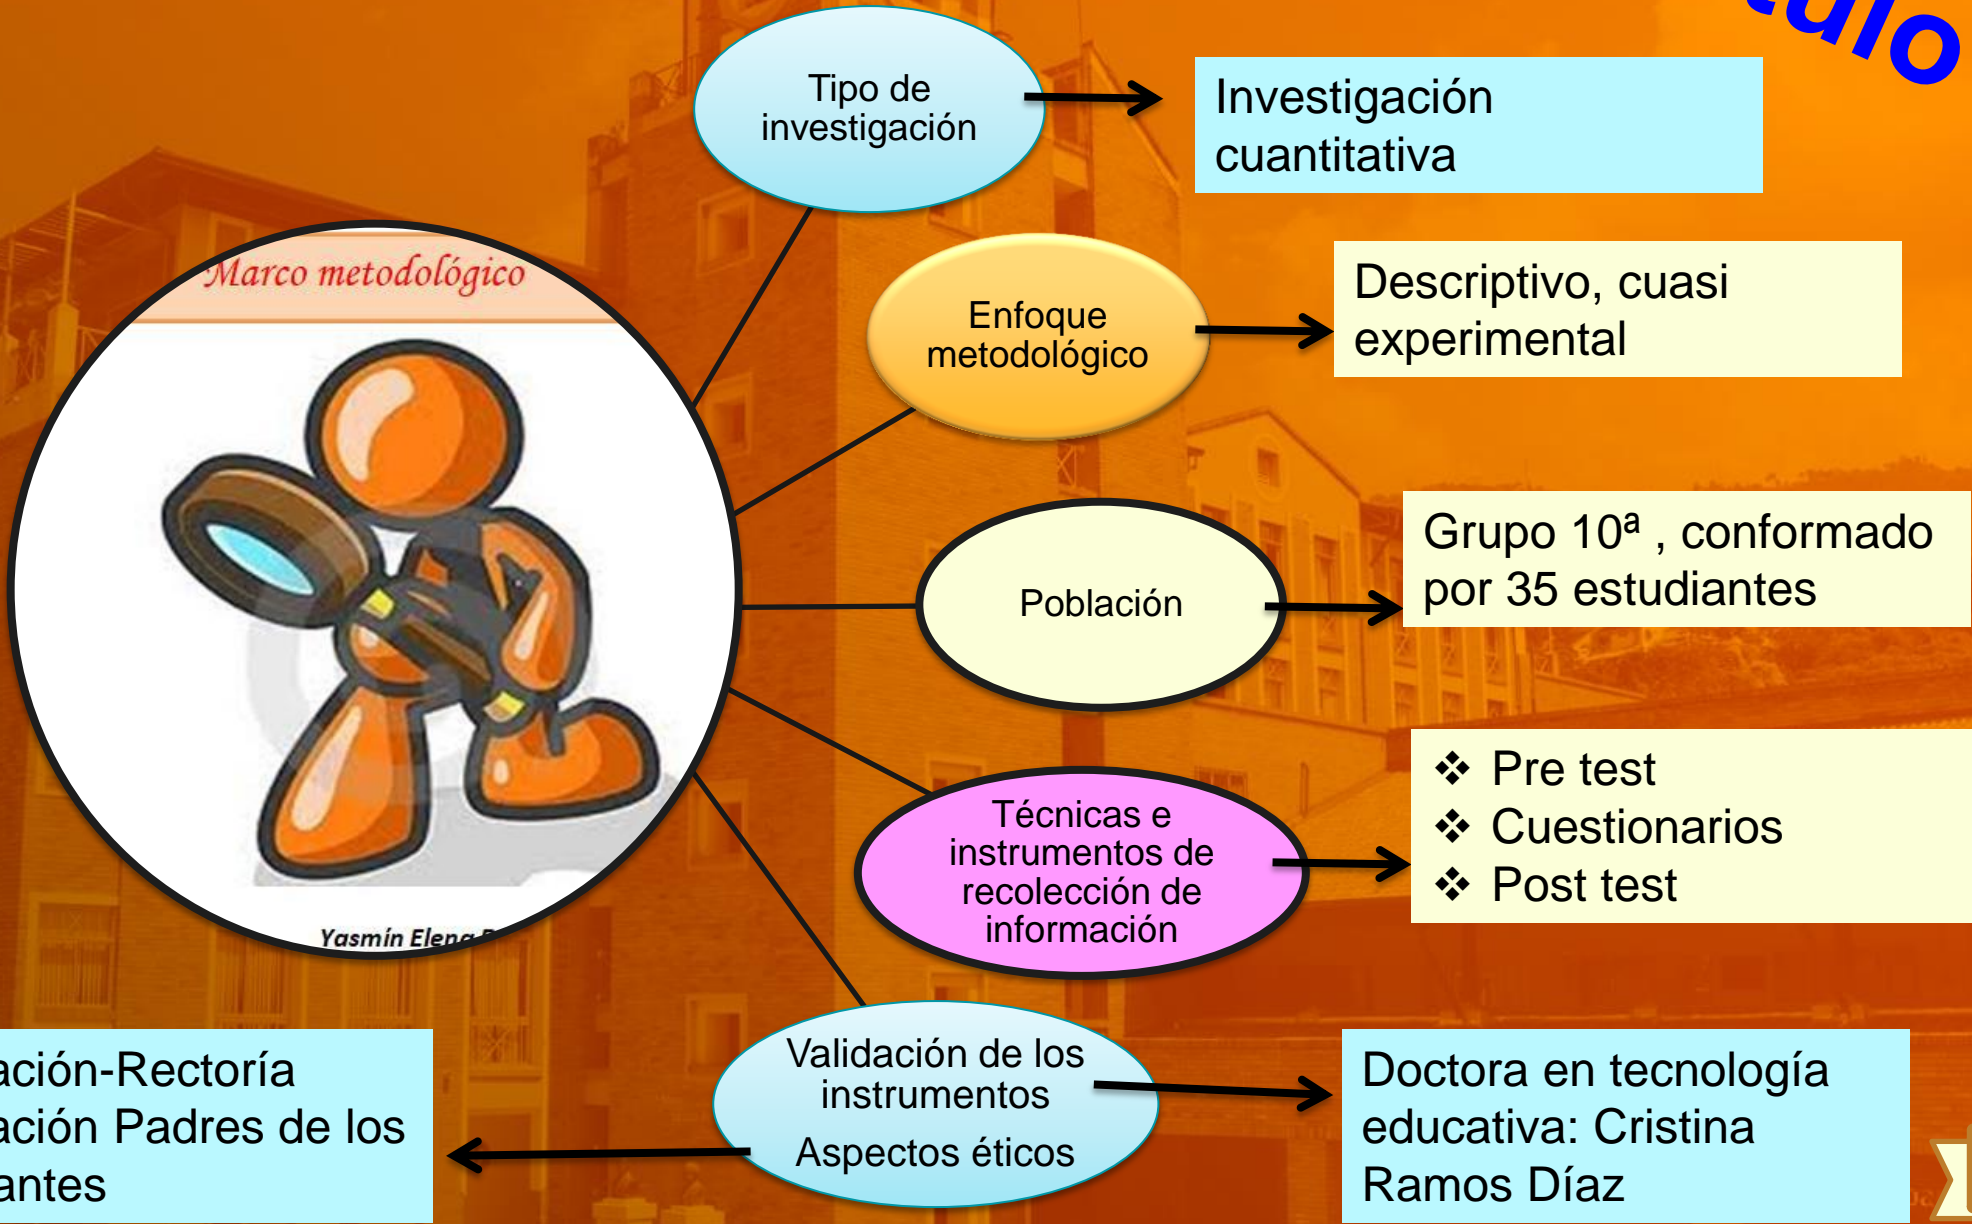 Tipo de
investigación
Investigación
cuantitativa
Marco metodológico
Enfoque
metodológico
Descriptivo, cuasi
experimental
Población
Grupo 10ª , conformado
por 35 estudiantes
Técnicas e
instrumentos de
recolección de
información
❖ Pre test
❖ Cuestionarios
❖ Post test
Yasmín Elena
Validación de los
instrumentos
Aspectos éticos
Doctora en tecnología
educativa: Cristina
Ramos Díaz
ación-Rectoría
ación Padres de los
antes